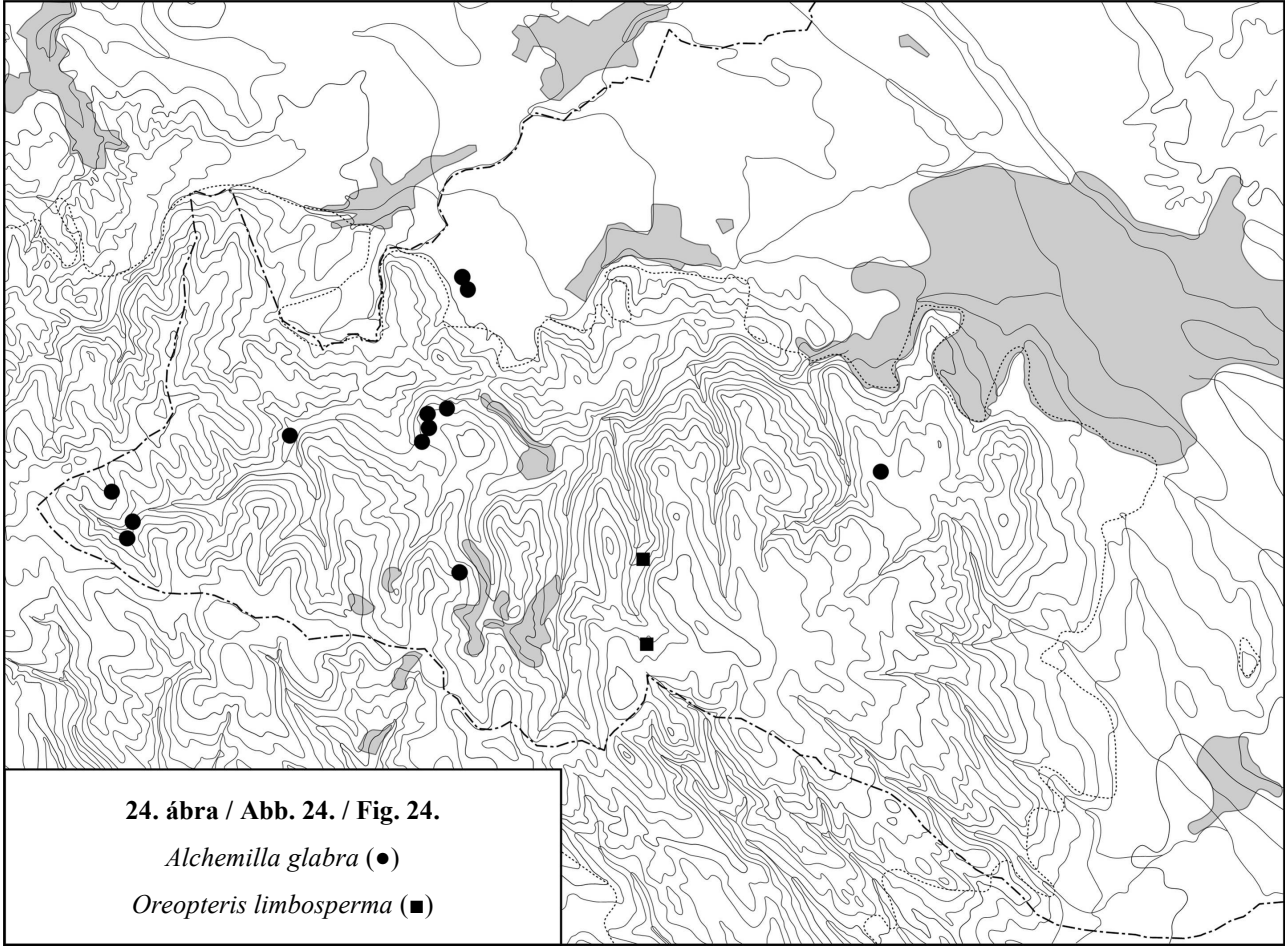 24. ábra / Abb. 24. / Fig. 24.
Alchemilla glabra (●)
Oreopteris limbosperma (■)